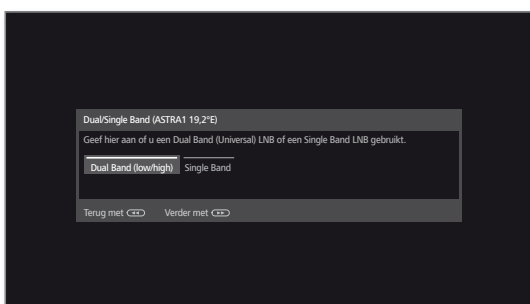 Dual/Single Band (ASTRA1 19,2°E)
Geef hier aan of u een Dual Band (Universal) LNB of een Single Band LNB gebruikt.
Dual Band (low/high) Single Band
Terug met Verder met